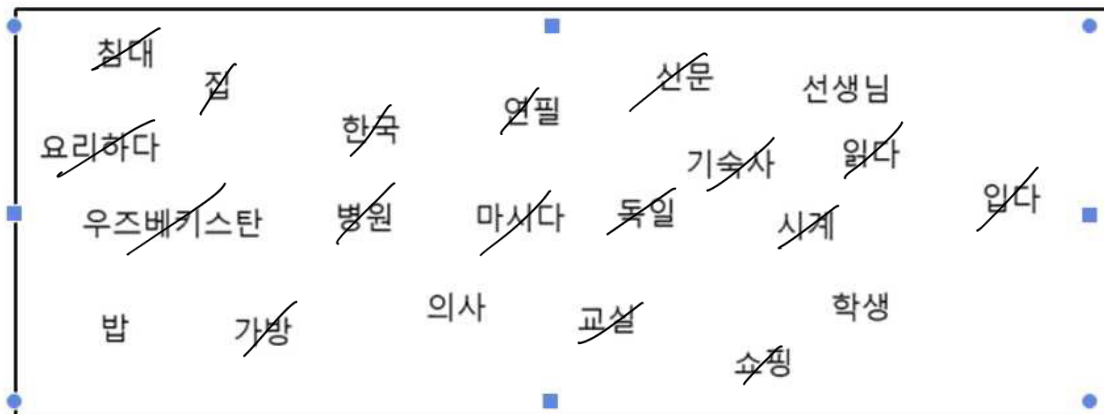 침대
집
신문
선생님
연필
한국
요리하다
기숙사
읽다
입다
우즈베키스탄
병원
마시다
독일
시계
밥
가방
의사
교실
학생
쇼핑